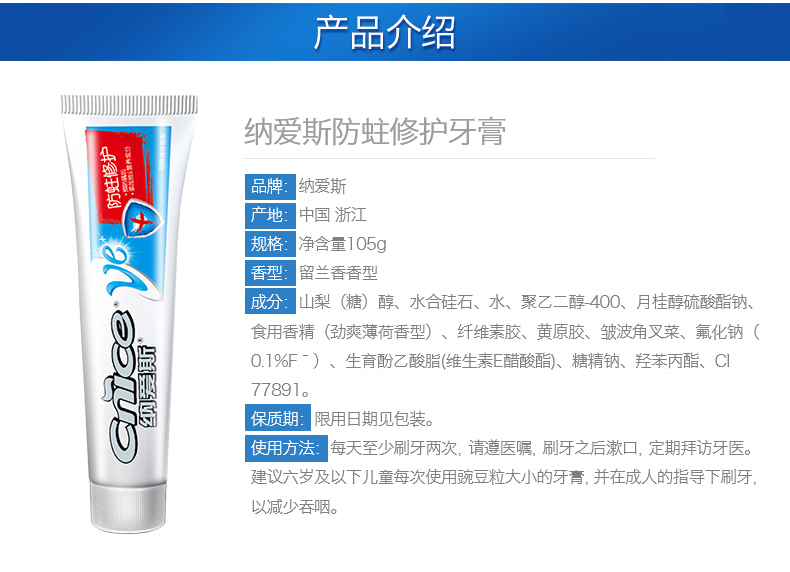 产品介绍
纳爱斯防蛀修护牙膏
品牌: 纳爱斯
产地: 中国 浙江
规格: 净含量105g
香型: 留兰香香型
成分: 山梨（糖）醇、水合硅石、水、聚乙二醇-400、月桂醇硫酸酯钠、
食用香精（劲爽薄荷香型）、纤维素胶、黄原胶、皱波角叉菜、氟化钠（
0.1%F⁻）、生育酚乙酸脂(维生素E醋酸酯)、糖精钠、羟苯丙酯、CI
77891。
保质期: 限用日期见包装。
使用方法: 每天至少刷牙两次, 请遵医嘱, 刷牙之后漱口, 定期拜访牙医。
建议六岁及以下儿童每次使用豌豆粒大小的牙膏, 并在成人的指导下刷牙,
以减少吞咽。
防蛀修护
Ve+
cnice®
纳爱斯®